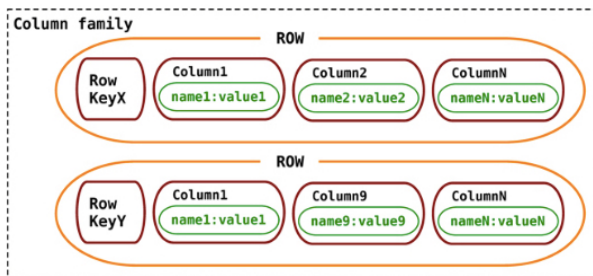 Column family
ROW
Row KeyX
Column1
name1:value1
Column2
name2:value2
ColumnN
nameN:valueN
ROW
Row KeyY
Column1
name1:value1
Column9
name9:value9
ColumnN
nameN:valueN